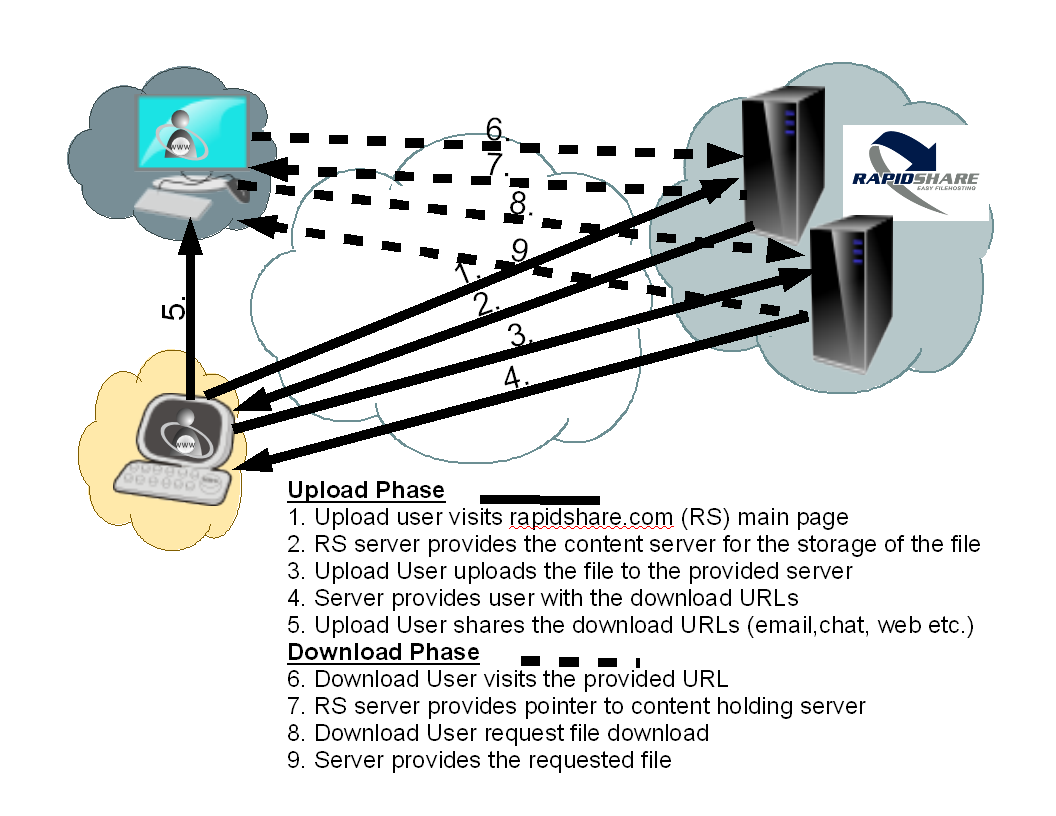 www
6.
7.
8.
9
1.
2.
3.
4.
5.
www
RAPIDSHARE
EASY FILEHOSTING
Upload Phase
1. Upload user visits rapidshare.com (RS) main page
2. RS server provides the content server for the storage of the file
3. Upload User uploads the file to the provided server
4. Server provides user with the download URLs
5. Upload User shares the download URLs (email,chat, web etc.)
Download Phase
6. Download User visits the provided URL
7. RS server provides pointer to content holding server
8. Download User request file download
9. Server provides the requested file